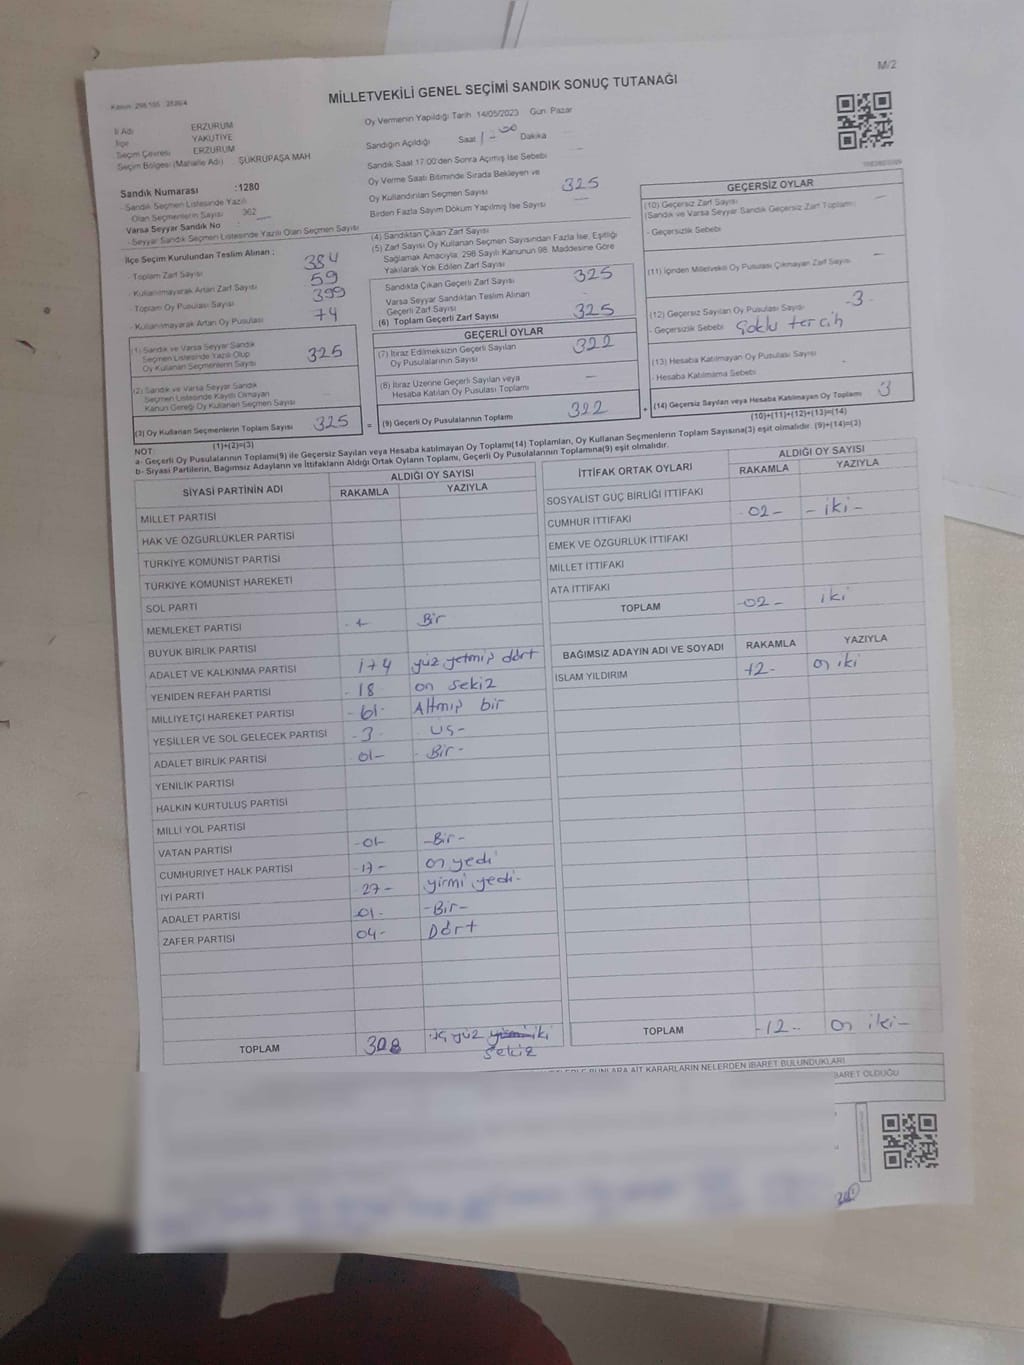 M/2
MİLLETVEKİLİ GENEL SEÇİMİ SANDIK SONUÇ TUTANAĞI
İl Adı ERZURUM
İlçe YAKUTİYE
Seçim Çevresi ERZURUM
Seçim Bölgesi (Mahalle Adı) ŞÜKRÜPAŞA MAH
Oy Vermenin Yapıldığı Tarih :14/05/2023 Gün: Pazar
Sandığın Açıldığı Saat Dakika
Sandık Saat 17:00'den Sonra Açılmış İse Sebebi
Oy Verme Saati Bitiminde Sırada Bekleyen ve
Oy Kullandırılan Seçmen Sayısı 325
Birden Fazla Sayım Döküm Yapılmış İse Sayısı
Sandık Numarası :1280
- Sandık Seçmen Listesinde Yazılı
Olan Seçmenlerin Sayısı 362
Varsa Seyyar Sandık No
- Seyyar Sandık Seçmen Listesinde Yazılı Olan Seçmen Sayısı
İlçe Seçim Kurulundan Teslim Alınan ;
- Toplam Zarf Sayısı 384
- Kullanılmayarak Artan Zarf Sayısı 59
- Toplam Oy Pusulası Sayısı 399
- Kullanılmayarak Artan Oy Pusulası 74
(1) Sandık ve Varsa Seyyar Sandık
Seçmen Listesinde Yazılı Olup
Oy Kullanan Seçmenlerin Sayısı 325
(2) Sandık ve Varsa Seyyar Sandık
Seçmen Listesinde Kayıtlı Olmayan
Kanun Gereği Oy Kullanan Seçmen Sayısı
(3) Oy Kullanan Seçmenlerin Toplam Sayısı 325
(1)+(2)=(3)
(4) Sandıktan Çıkan Zarf Sayısı
(5) Zarf Sayısı Oy Kullanan Seçmen Sayısından Fazla İse, Eşitliği
Sağlamak Amacıyla, 298 Sayılı Kanunun 98. Maddesine Göre
Yakılarak Yok Edilen Zarf Sayısı
Sandıkta Çıkan Geçerli Zarf Sayısı 325
Varsa Seyyar Sandıktan Teslim Alınan
Geçerli Zarf Sayısı
(6) Toplam Geçerli Zarf Sayısı 325
GEÇERLİ OYLAR
(7) İtiraz Edilmeksizin Geçerli Sayılan
Oy Pusulalarının Sayısı 322
(8) İtiraz Üzerine Geçerli Sayılan veya
Hesaba Katılan Oy Pusulası Toplamı -
= (9) Geçerli Oy Pusulalarının Toplamı 322
GEÇERSİZ OYLAR
(10) Geçersiz Zarf Sayısı
(Sandık ve Varsa Seyyar Sandık Geçersiz Zarf Toplamı) -
- Geçersizlik Sebebi
(11) İçinden Milletvekili Oy Pusulası Çıkmayan Zarf Sayısı -
(12) Geçersiz Sayılan Oy Pusulası Sayısı -3-
- Geçersizlik Sebebi Çoklu tercih
(13) Hesaba Katılmayan Oy Pusulası Sayısı
- Hesaba Katılmama Sebebi
+ (14) Geçersiz Sayılan veya Hesaba Katılmayan Oy Toplamı 3
(10)+(11)+(12)+(13)=(14)
NOT
a- Geçerli Oy Pusulalarının Toplamı(9) ile Geçersiz Sayılan veya Hesaba katılmayan Oy Toplamı(14) Toplamları, Oy Kullanan Seçmenlerin Toplam Sayısına(3) eşit olmalıdır. (9)+(14)=(3)
b- Siyasi Partilerin, Bağımsız Adayların ve İttifakların Aldığı Ortak Oyların Toplamı, Geçerli Oy Pusulalarının Toplamına(9) eşit olmalıdır.
SİYASİ PARTİNİN ADI ALDIĞI OY SAYISI
RAKAMLA YAZIYLA
MİLLET PARTİSİ
HAK VE ÖZGÜRLÜKLER PARTİSİ
TÜRKİYE KOMÜNİST PARTİSİ
TÜRKİYE KOMÜNİST HAREKETİ
SOL PARTİ
MEMLEKET PARTİSİ -1- Bir
BÜYÜK BİRLİK PARTİSİ
ADALET VE KALKINMA PARTİSİ 174 yüz yetmiş dört
YENİDEN REFAH PARTİSİ -18 on sekiz
MİLLİYETÇİ HAREKET PARTİSİ -61- Altmış bir
YEŞİLLER VE SOL GELECEK PARTİSİ -3- üç-
ADALET BİRLİK PARTİSİ 01- -Bir-
YENİLİK PARTİSİ
HALKIN KURTULUŞ PARTİSİ
MİLLİ YOL PARTİSİ
VATAN PARTİSİ -01- -Bir-
CUMHURİYET HALK PARTİSİ -17- on yedi
İYİ PARTİ 27- yirmi yedi-
ADALET PARTİSİ -01- -Bir-
ZAFER PARTİSİ 04- Dört
TOPLAM 308 üç yüz sekiz
İTTİFAK ORTAK OYLARI ALDIĞI OY SAYISI
RAKAMLA YAZIYLA
SOSYALİST GÜÇ BİRLİĞİ İTTİFAKI
CUMHUR İTTİFAKI 02- -iki-
EMEK VE ÖZGÜRLÜK İTTİFAKI
MİLLET İTTİFAKI
ATA İTTİFAKI
TOPLAM -02- iki
BAĞIMSIZ ADAYIN ADI VE SOYADI RAKAMLA YAZIYLA
İSLAM YILDIRIM 12- on iki
TOPLAM -12- on iki-
BUNLARA AİT KARARLARIN NELERDEN İBARET BULUNDUKLARI
İBARET OLDUĞU